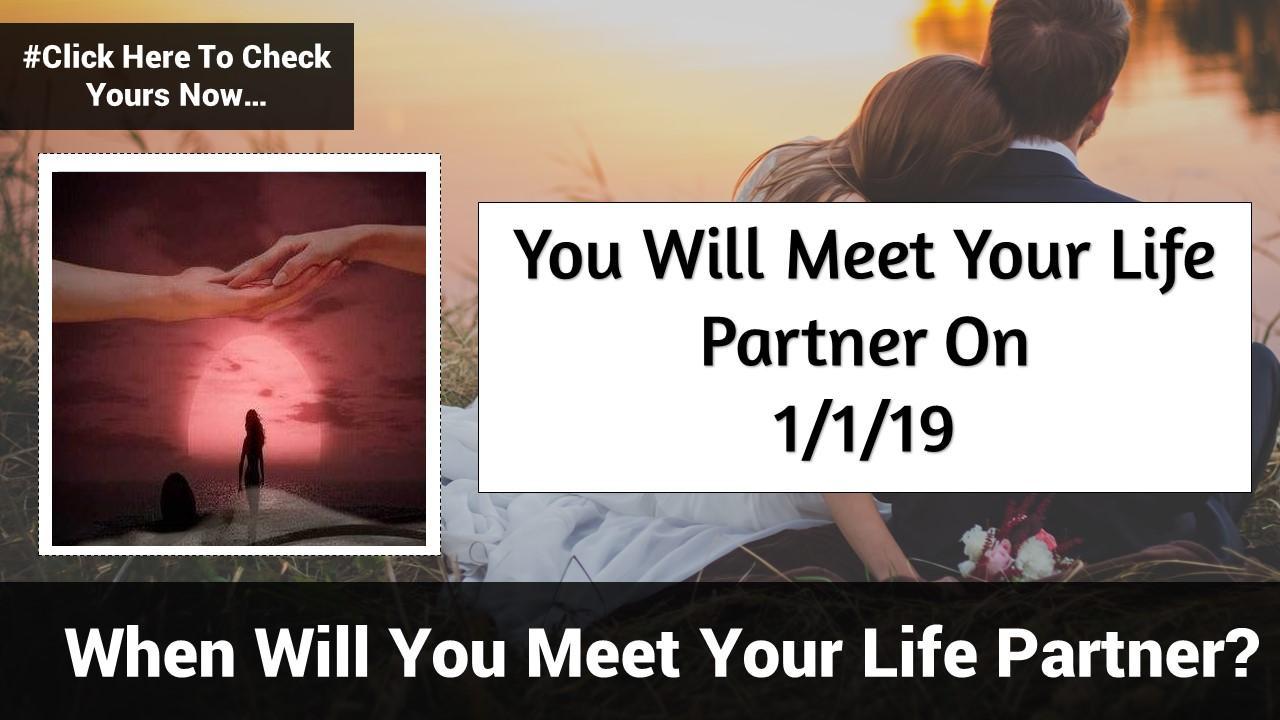 #Click Here To Check
Yours Now...
You Will Meet Your Life
Partner On
1/1/19
When Will You Meet Your Life Partner?